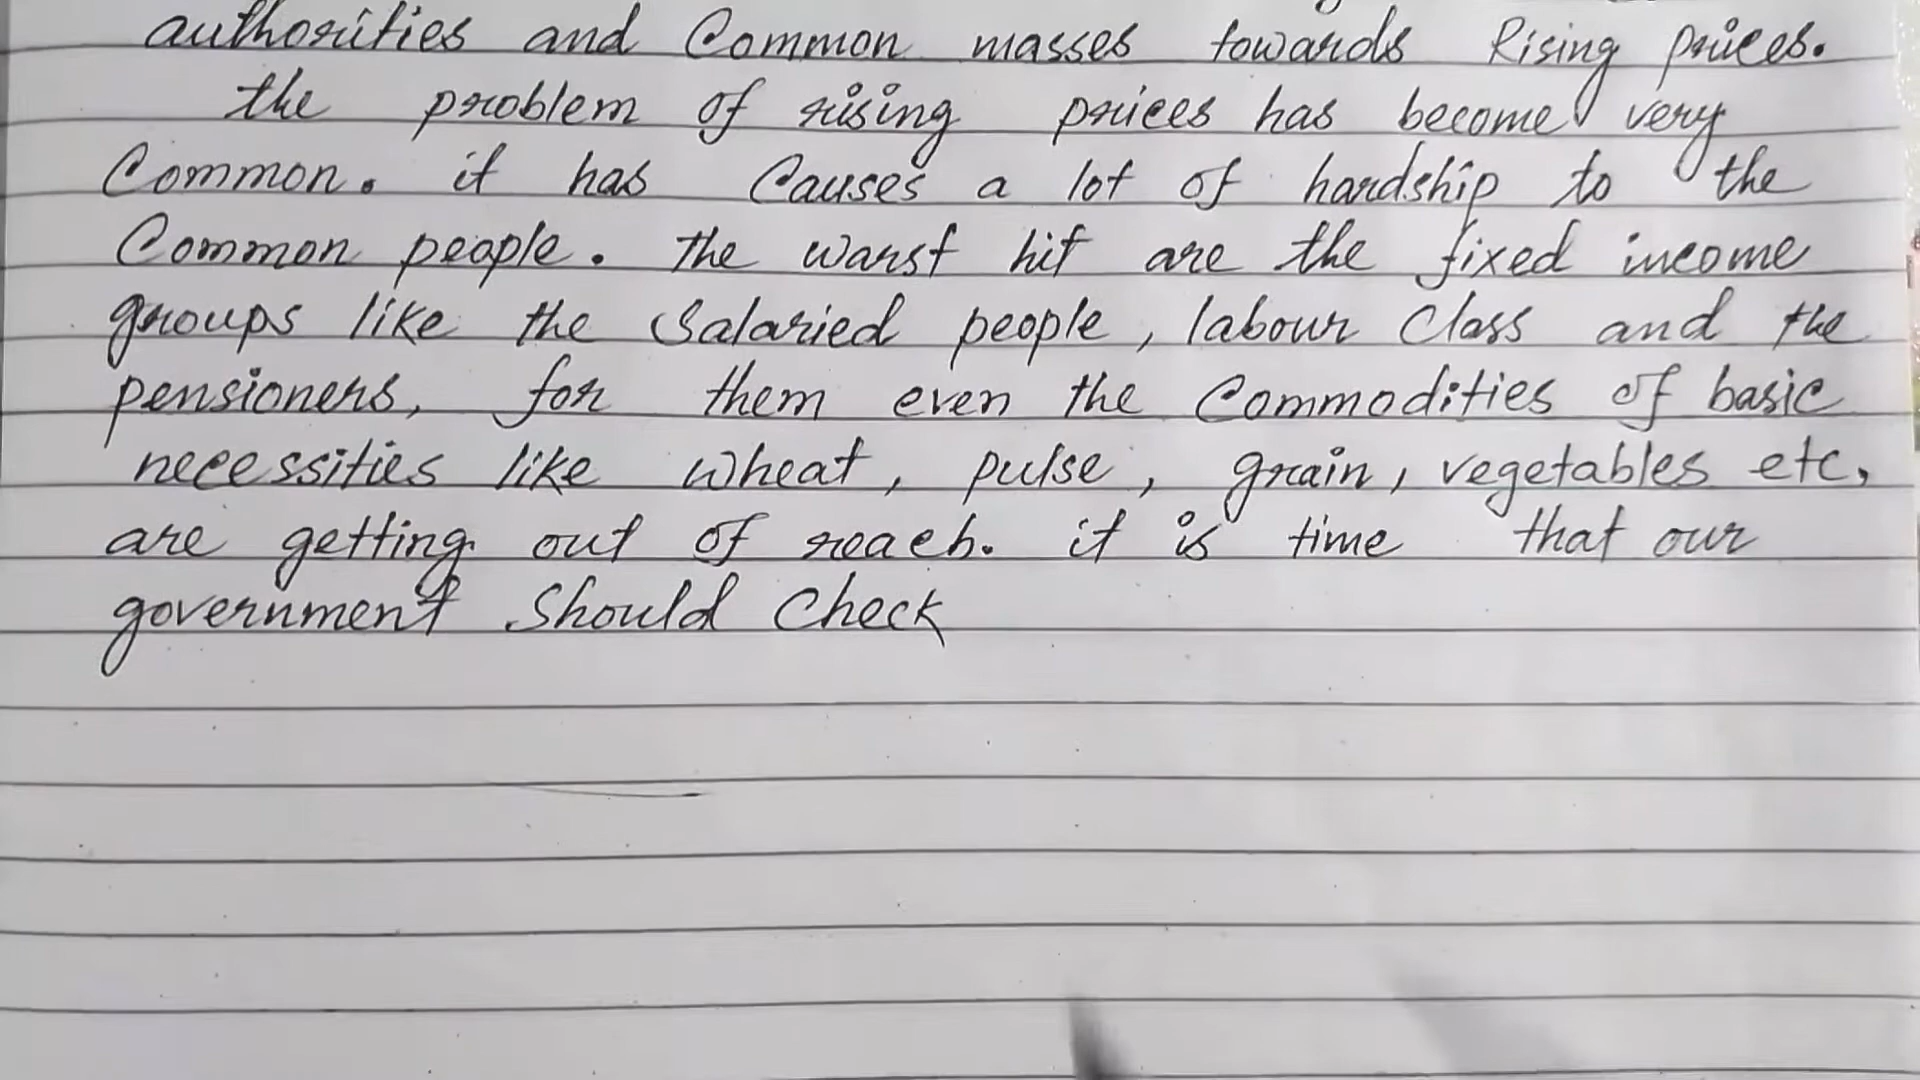 authorities and Common masses towards Rising prices.
the problem of rising prices has become very
Common. it has Causes a lot of hardship to the
Common people. The warst hit are the fixed income
groups like the Salaried people, labour Class and the
pensioners, for them even the Commodities of basic
necessities like wheat, pulse, grain, vegetables etc,
are getting out of reach. it is time that our
government Should Check